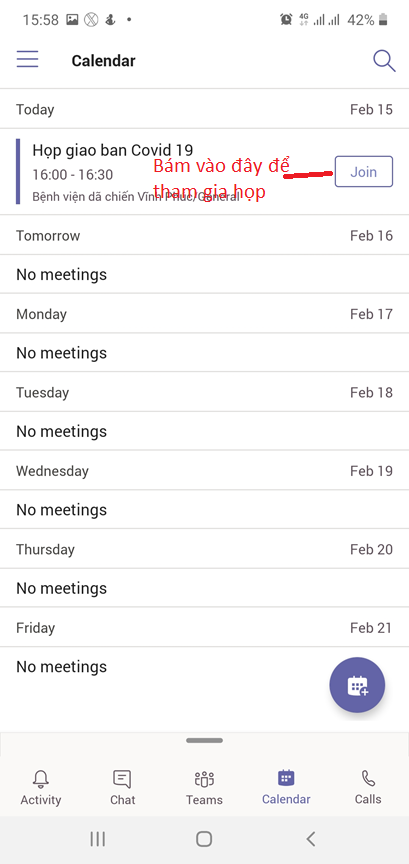 15:58 4G 42%
Calendar
Today Feb 15
Họp giao ban Covid 19
16:00 - 16:30
Bệnh viện dã chiến Vĩnh Phúc/General
Bám vào đây để
tham gia họp
Join
Tomorrow Feb 16
No meetings
Monday Feb 17
No meetings
Tuesday Feb 18
No meetings
Wednesday Feb 19
No meetings
Thursday Feb 20
No meetings
Friday Feb 21
No meetings
Activity Chat Teams Calendar Calls